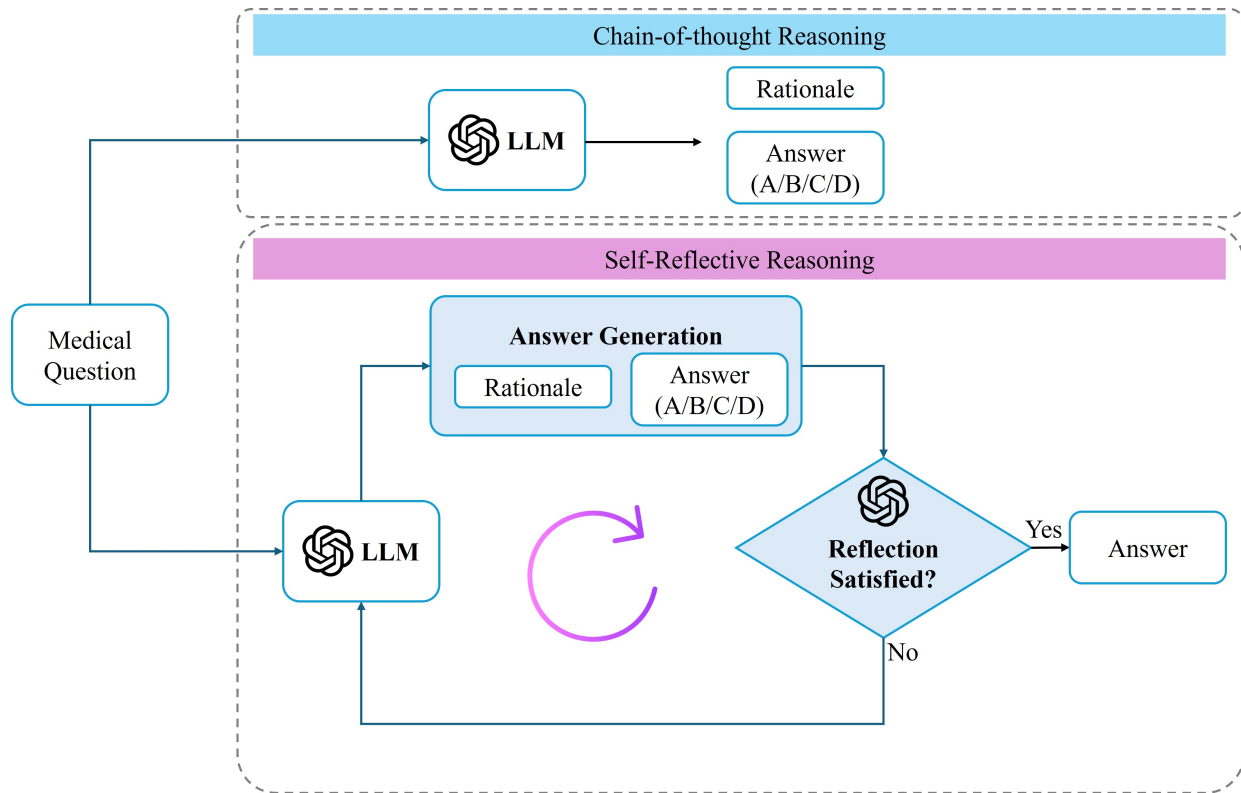 Chain-of-thought Reasoning
Rationale
LLM
Answer
(A/B/C/D)
Self-Reflective Reasoning
Medical
Question
Answer Generation
Rationale
Answer
(A/B/C/D)
LLM
Reflection
Satisfied?
Yes
Answer
No